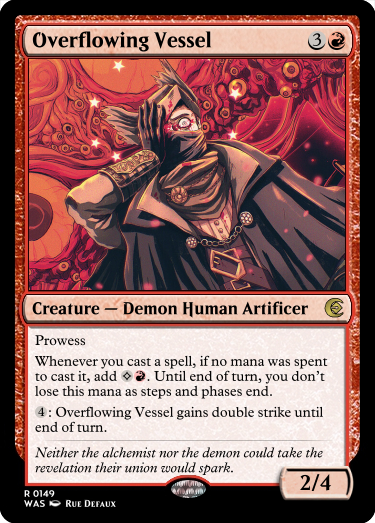 Overflowing Vessel 3
Creature — Demon Human Artificer
Prowess
Whenever you cast a spell, if no mana was spent
to cast it, add . Until end of turn, you don't
lose this mana as steps and phases end.
4: Overflowing Vessel gains double strike until
end of turn.
Neither the alchemist nor the demon could take the
revelation their union would spark.
2/4
R 0149
WAS Rue Defaux